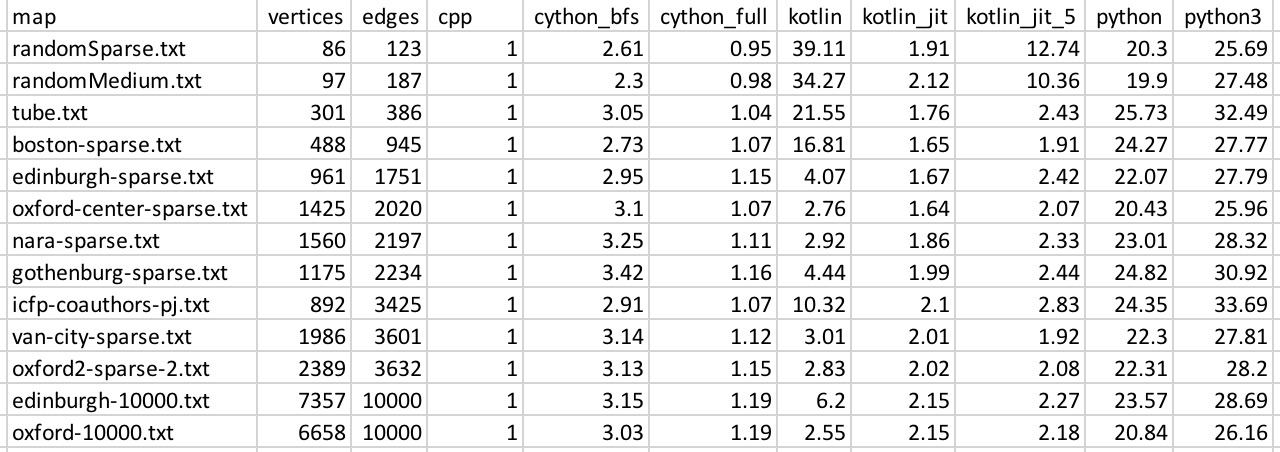 map vertices edges cpp cython_bfs cython_full kotlin kotlin_jit kotlin_jit_5 python python3
randomSparse.txt 86 123 1 2.61 0.95 39.11 1.91 12.74 20.3 25.69
randomMedium.txt 97 187 1 2.3 0.98 34.27 2.12 10.36 19.9 27.48
tube.txt 301 386 1 3.05 1.04 21.55 1.76 2.43 25.73 32.49
boston-sparse.txt 488 945 1 2.73 1.07 16.81 1.65 1.91 24.27 27.77
edinburgh-sparse.txt 961 1751 1 2.95 1.15 4.07 1.67 2.42 22.07 27.79
oxford-center-sparse.txt 1425 2020 1 3.1 1.07 2.76 1.64 2.07 20.43 25.96
nara-sparse.txt 1560 2197 1 3.25 1.11 2.92 1.86 2.33 23.01 28.32
gothenburg-sparse.txt 1175 2234 1 3.42 1.16 4.44 1.99 2.44 24.82 30.92
icfp-coauthors-pj.txt 892 3425 1 2.91 1.07 10.32 2.1 2.83 24.35 33.69
van-city-sparse.txt 1986 3601 1 3.14 1.12 3.01 2.01 1.92 22.3 27.81
oxford2-sparse-2.txt 2389 3632 1 3.13 1.15 2.83 2.02 2.08 22.31 28.2
edinburgh-10000.txt 7357 10000 1 3.15 1.19 6.2 2.15 2.27 23.57 28.69
oxford-10000.txt 6658 10000 1 3.03 1.19 2.55 2.15 2.18 20.84 26.16